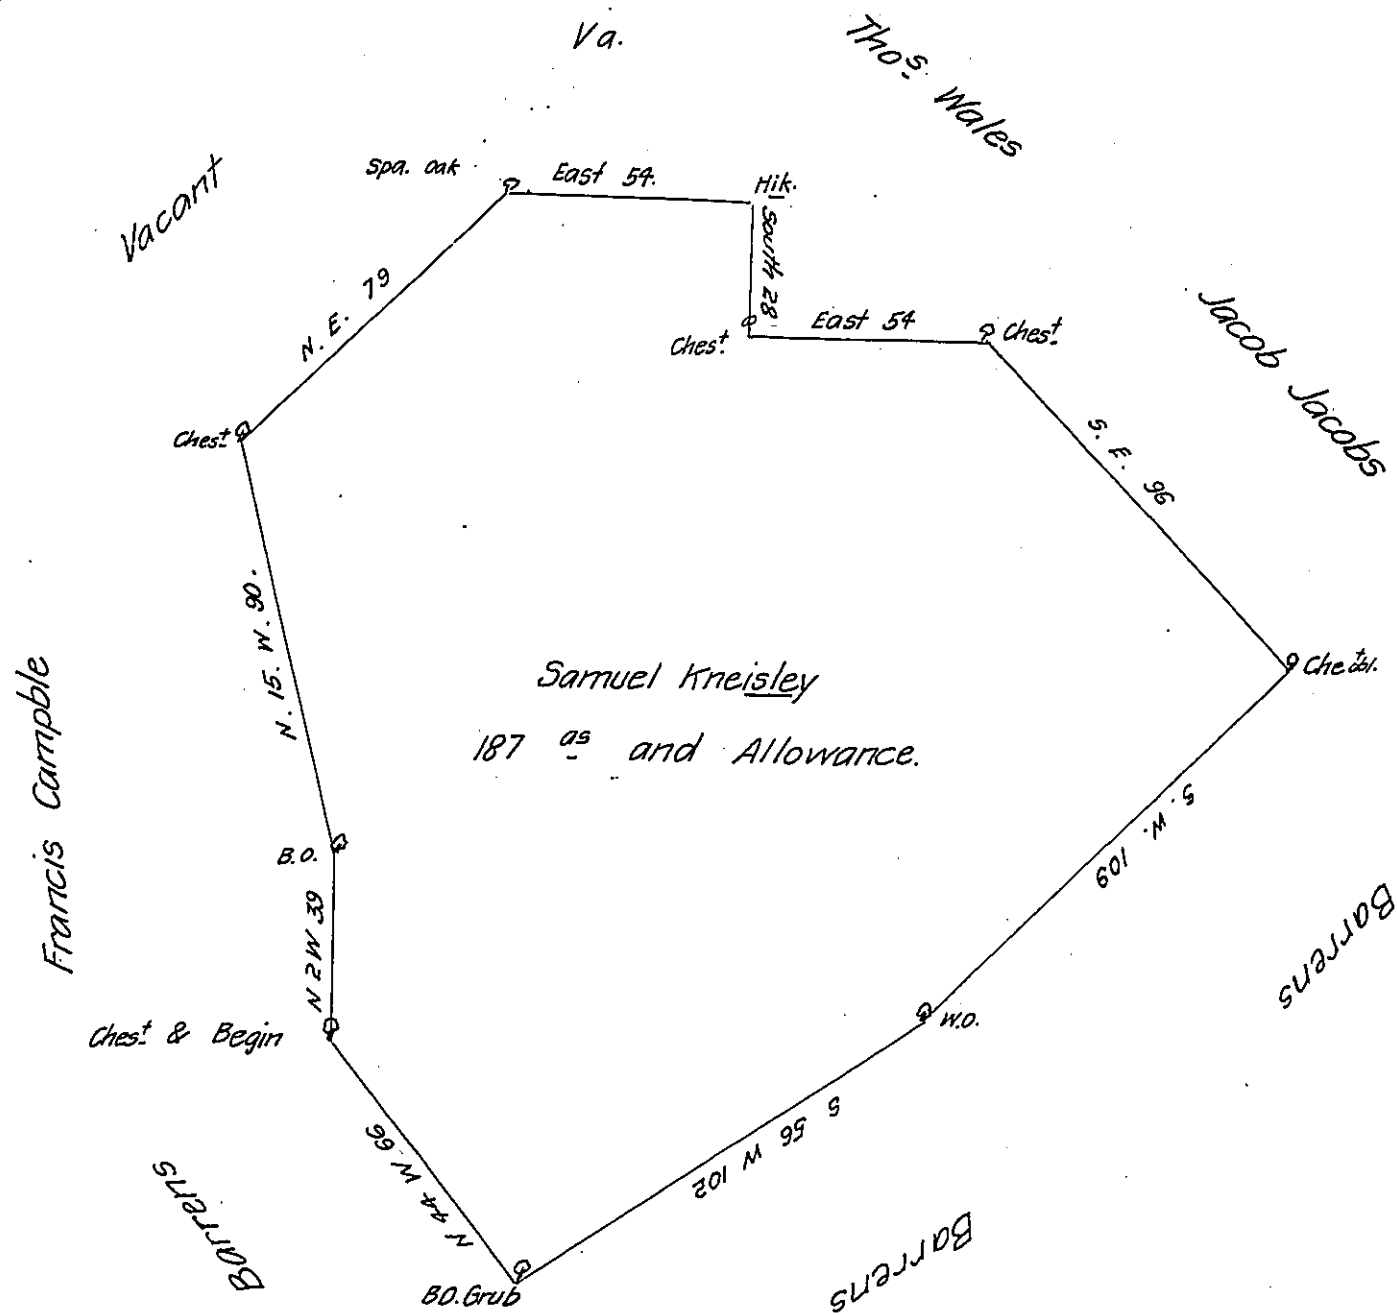 Va.
Thoˢ. Wales
Vacant
Spa. oak
East 54.
Hik.
South 28
N. E. 79
Chesᵗ.
East 54
Chesᵗ.
Jacob Jacobs
Chesᵗ
S. E. 96
N. 15. W. 90.
Francis Campble
Samuel Kneisley
187 ᵃˢ and Allowance.
Cheᵗ dbl.
S. W. 109
B.O.
N 2 W 39
Barrens
Chesᵗ. & Begin
W.O.
N 44 W 66
S 56 W 102
Barrens
Barrens
B.O. Grub